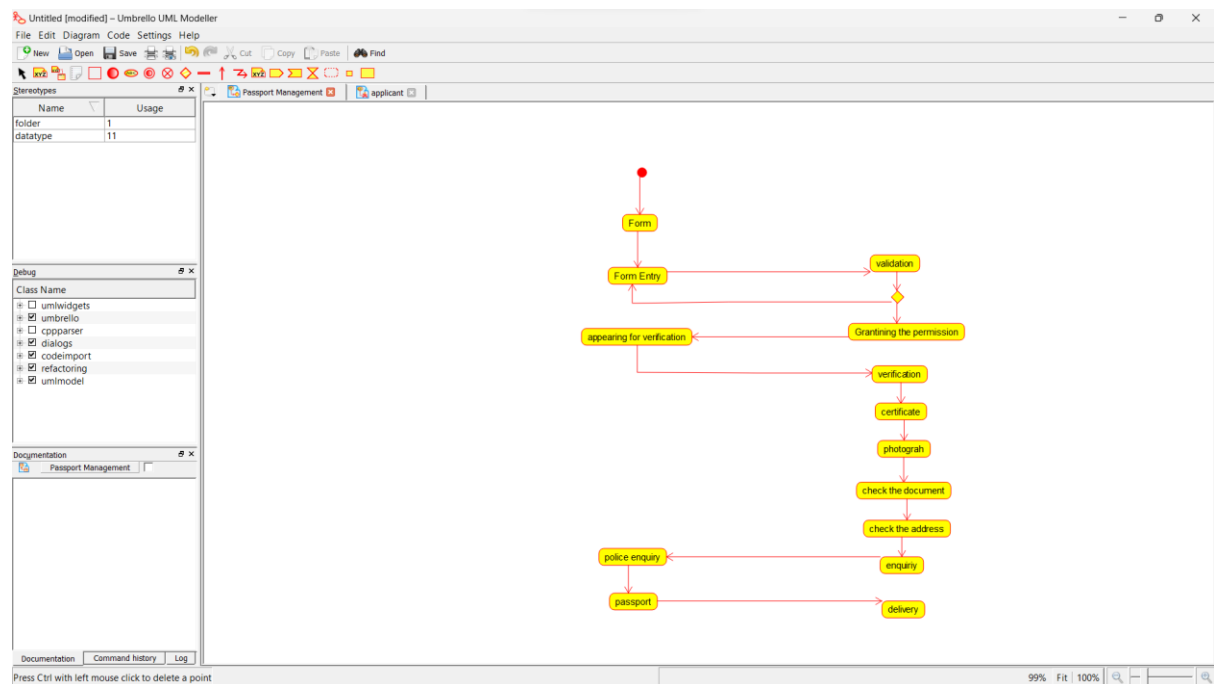 Untitled [modified] – Umbrello UML Modeller
File Edit Diagram Code Settings Help
New Open Save Cut Copy Paste Find
Stereotypes
Passport Management applicant
Name Usage
folder 1
datatype 11
Debug
Class Name
umlwidgets
umbrello
cppparser
dialogs
codeimport
refactoring
umlmodel
Documentation
Passport Management
Form
Form Entry
validation
Grantining the permission
appearing for verification
verification
certificate
photograh
check the document
check the address
police enquiry
enquiriy
passport
delivery
Documentation Command history Log
Press Ctrl with left mouse click to delete a point
99% Fit 100%